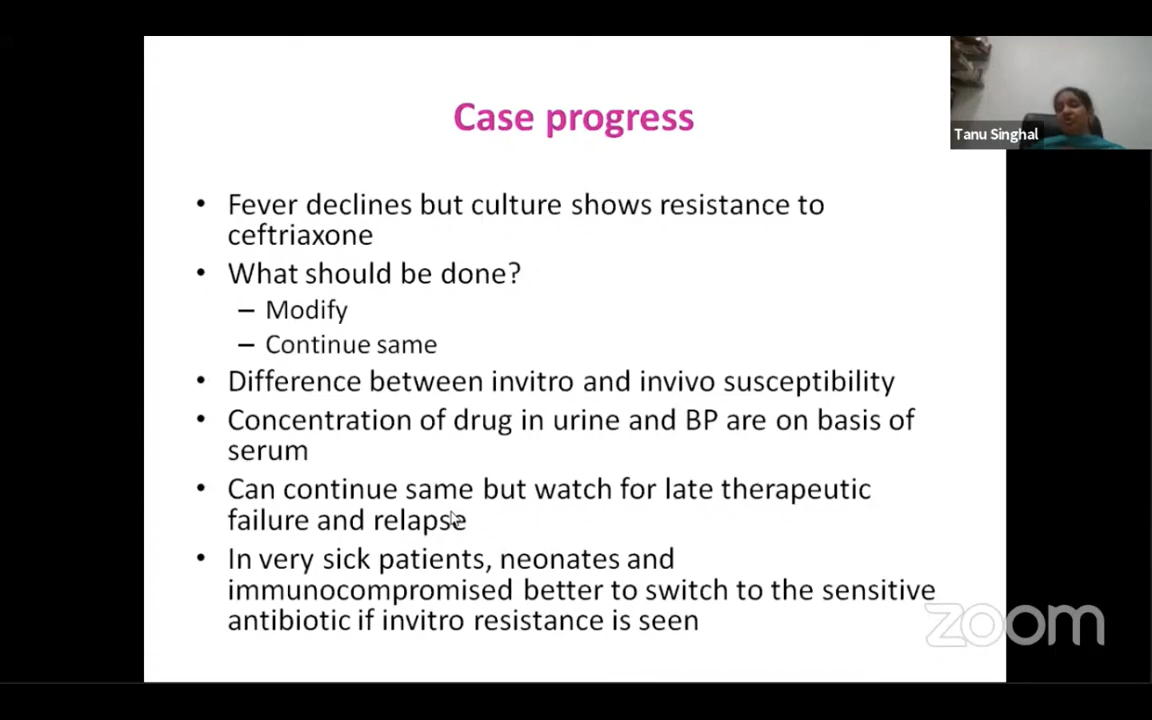 Case progress
Tanu Singhal
• Fever declines but culture shows resistance to
ceftriaxone
• What should be done?
– Modify
– Continue same
• Difference between invitro and invivo susceptibility
• Concentration of drug in urine and BP are on basis of
serum
• Can continue same but watch for late therapeutic
failure and relapse
• In very sick patients, neonates and
immunocompromised better to switch to the sensitive
antibiotic if invitro resistance is seen
zoom